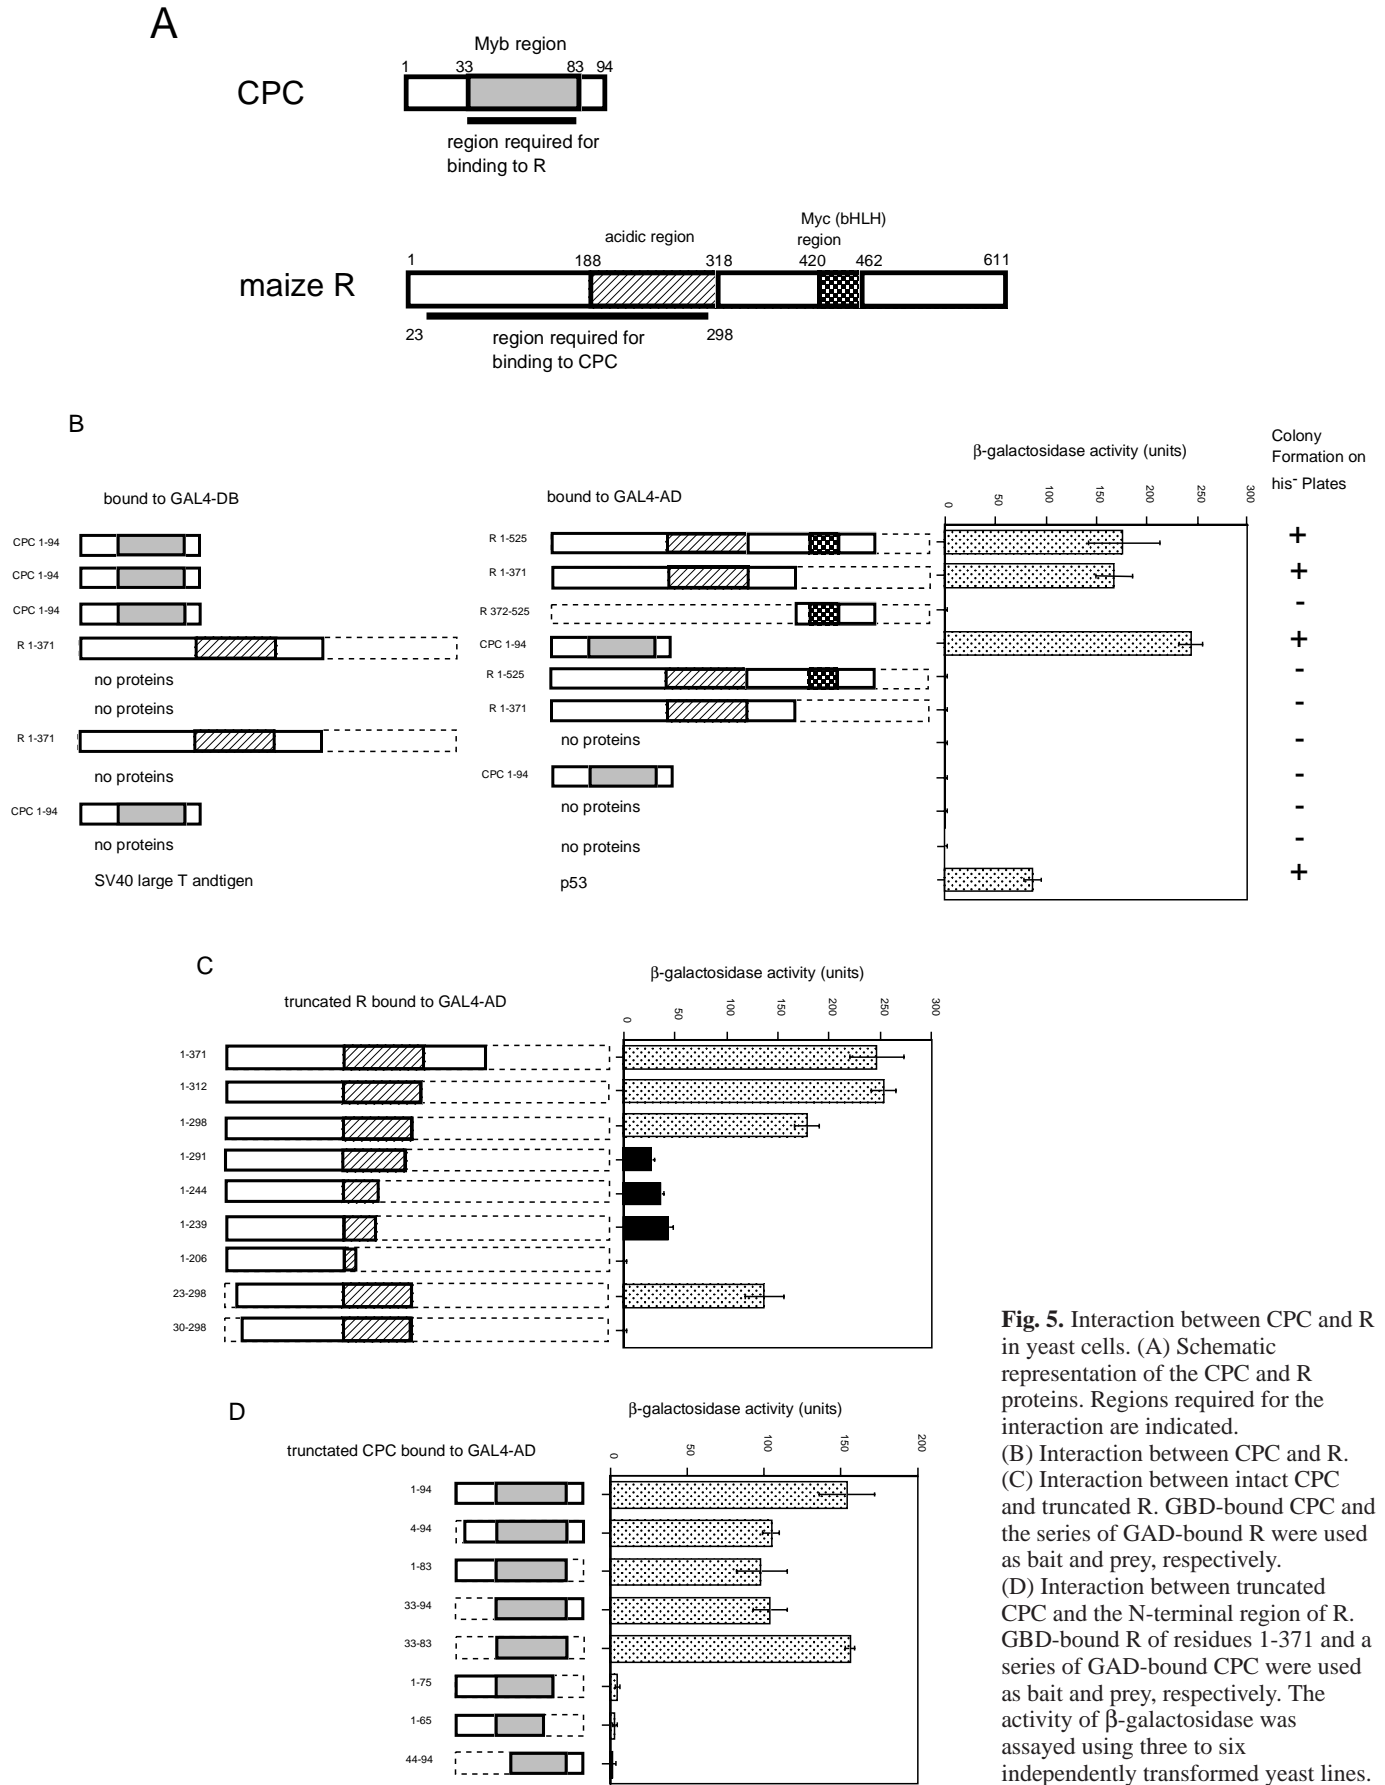 A
Myb region
1 33 83 94
CPC
region required for
binding to R
Myc (bHLH)
region
acidic region
1 188 318 420 462 611
maize R
23 298
region required for
binding to CPC
B
β-galactosidase activity (units)
Colony
Formation on
his- Plates
bound to GAL4-DB
bound to GAL4-AD
0 50 100 150 200 250 300
CPC 1-94 R 1-525 +
CPC 1-94 R 1-371 +
CPC 1-94 R 372-525 -
R 1-371 CPC 1-94 +
no proteins R 1-525 -
no proteins R 1-371 -
R 1-371 no proteins -
no proteins CPC 1-94 -
CPC 1-94 no proteins -
no proteins no proteins -
SV40 large T andtigen p53 +
C
β-galactosidase activity (units)
truncated R bound to GAL4-AD
0 50 100 150 200 250 300
1-371
1-312
1-298
1-291
1-244
1-239
1-206
23-298
30-298
D
β-galactosidase activity (units)
trunctated CPC bound to GAL4-AD
0 50 100 150 200
1-94
4-94
1-83
33-94
33-83
1-75
1-65
44-94
Fig. 5. Interaction between CPC and R
in yeast cells. (A) Schematic
representation of the CPC and R
proteins. Regions required for the
interaction are indicated.
(B) Interaction between CPC and R.
(C) Interaction between intact CPC
and truncated R. GBD-bound CPC and
the series of GAD-bound R were used
as bait and prey, respectively.
(D) Interaction between truncated
CPC and the N-terminal region of R.
GBD-bound R of residues 1-371 and a
series of GAD-bound CPC were used
as bait and prey, respectively. The
activity of β-galactosidase was
assayed using three to six
independently transformed yeast lines.